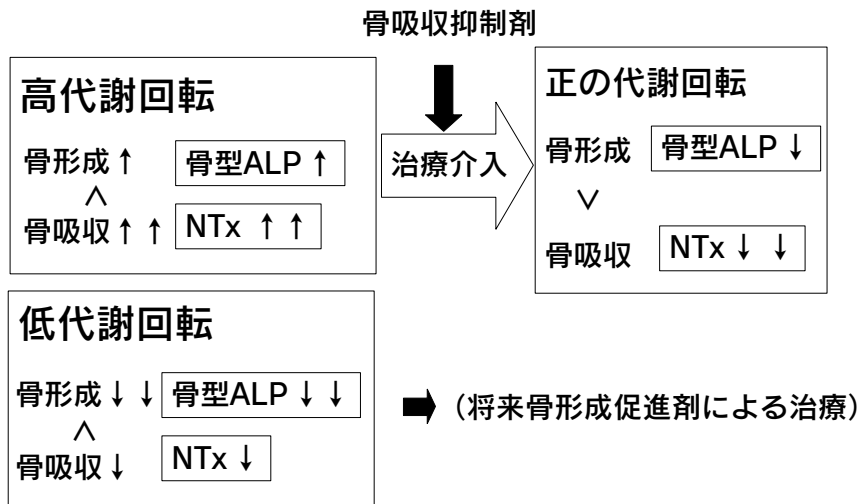 骨吸収抑制剤
高代謝回転
骨形成↑ 骨型ALP ↑
∧
骨吸収↑↑ NTx ↑↑
治療介入
正の代謝回転
骨形成 骨型ALP ↓
∨
骨吸収 NTx ↓ ↓
低代謝回転
骨形成↓↓ 骨型ALP ↓↓
∧
骨吸収↓ NTx ↓
(将来骨形成促進剤による治療)